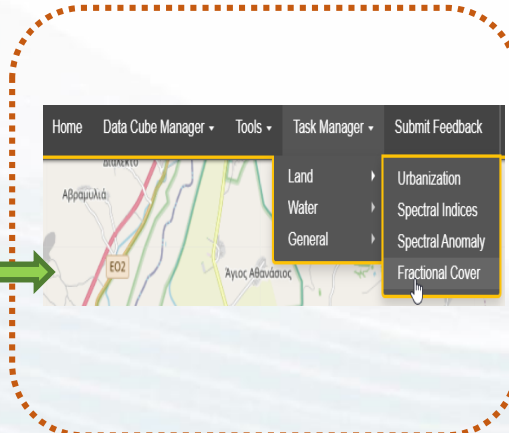 Home Data Cube Manager Tools Task Manager Submit Feedback
Land
Water
General
Urbanization
Spectral Indices
Spectral Anomaly
Fractional Cover
Αβραμυλιά
ΕΟ2
Άγιος Αθανάσιος